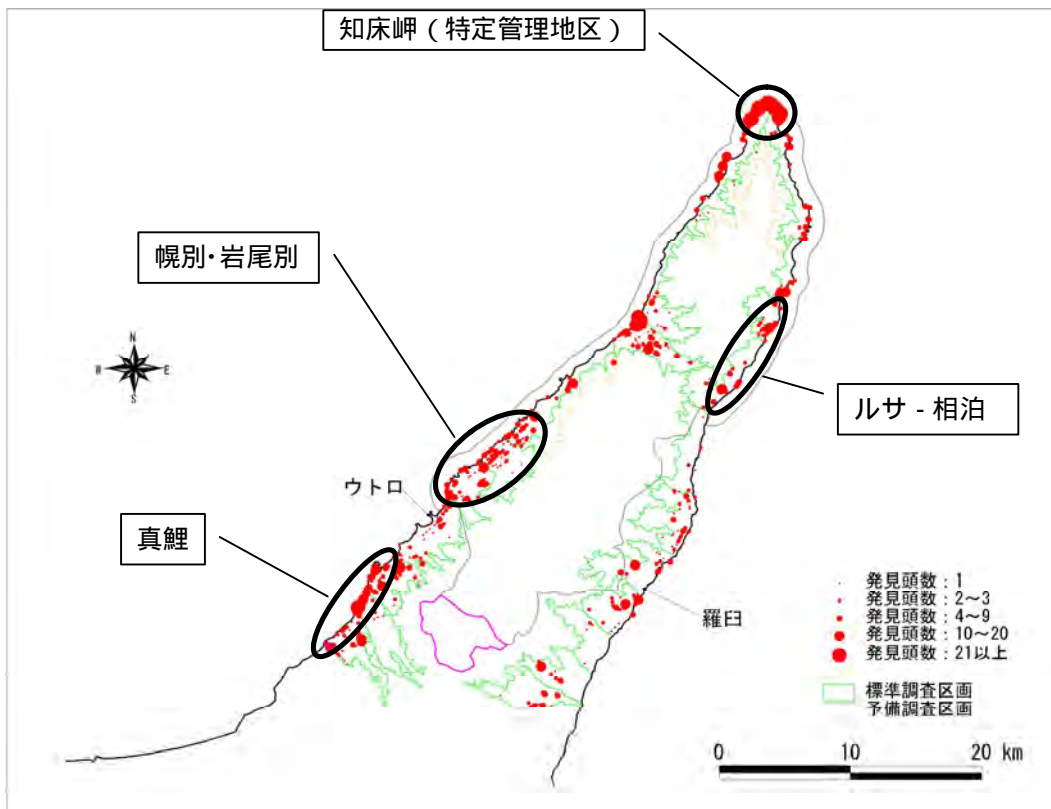 知床岬（特定管理地区）
幌別・岩尾別
N
W E
S
ルサ - 相泊
ウトロ
真鯉
羅臼
発見頭数：1
発見頭数：2～3
発見頭数：4～9
発見頭数：10～20
発見頭数：21以上
標準調査区画
予備調査区画
0 10 20 km